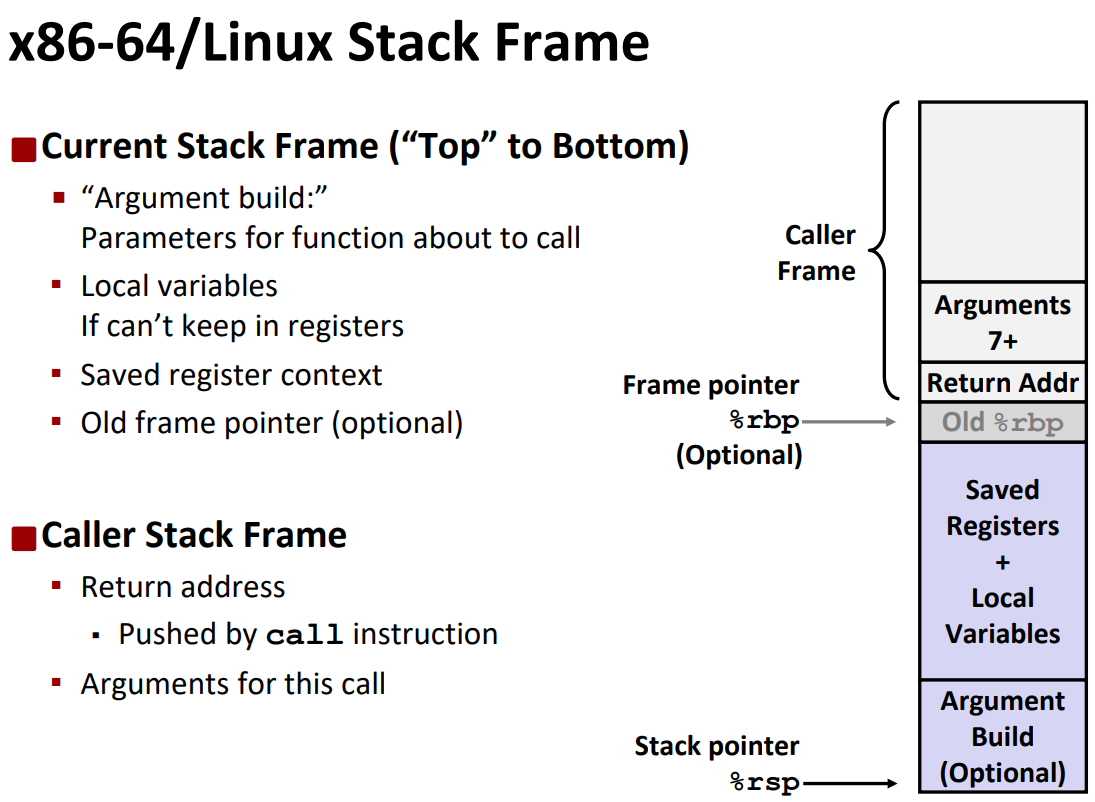 x86-64/Linux Stack Frame
Current Stack Frame (“Top” to Bottom)
“Argument build:”
Parameters for function about to call
Local variables
If can’t keep in registers
Saved register context
Old frame pointer (optional)
Caller Stack Frame
Return address
Pushed by call instruction
Arguments for this call
Caller
Frame
Frame pointer
%rbp
(Optional)
Stack pointer
%rsp
Arguments
7+
Return Addr
Old %rbp
Saved
Registers
+
Local
Variables
Argument
Build
(Optional)